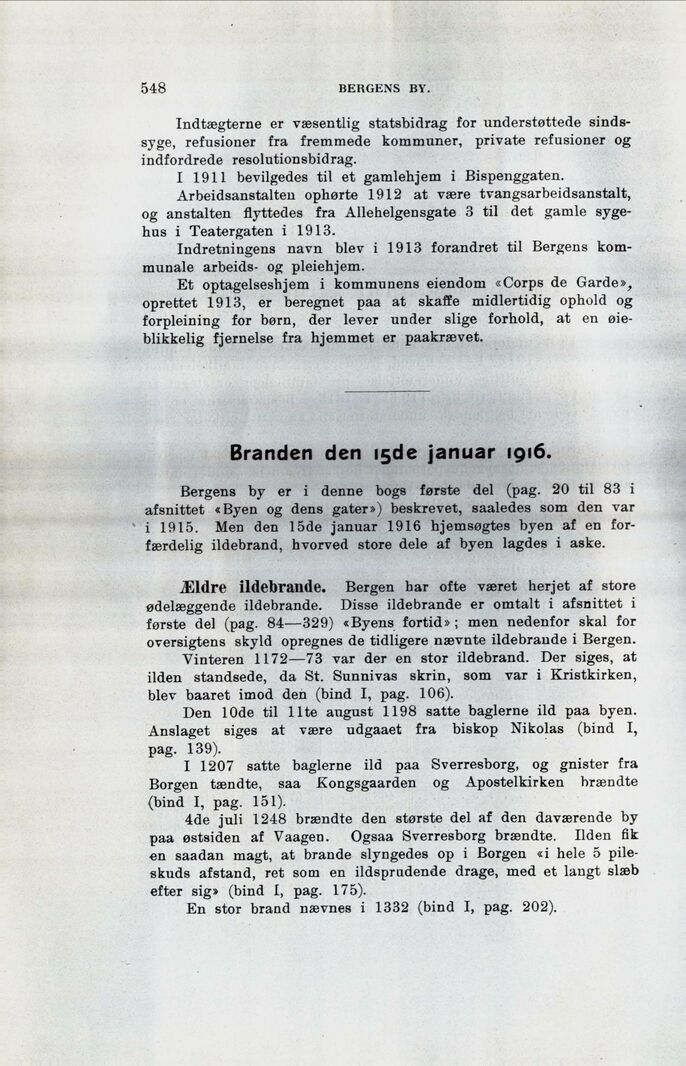 548
BERGENS BY.
Indtægterne er væsentlig statsbidrag for understøttede sinds-
syge, refusioner fra fremmede kommuner, private refusioner og
indfordrede resolutionsbidrag.
I 1911 bevilgedes til et gamlehjem i Bispenggaten.
Arbeidsanstalten ophørte 1912 at være tvangsarbeidsanstalt,
og anstalten flyttedes fra Allehelgensgate 3 til det gamle syge-
hus i Teatergaten i 1913.
Indretningens navn blev i 1913 forandret til Bergens kom-
munale arbeids- og pleiehjem.
Et optagelseshjem i kommunens eiendom «Corps de Garde»,
oprettet 1913, er beregnet paa at skaffe midlertidig ophold og
forpleining for børn, der lever under slige forhold, at en øie-
blikkelig fjernelse fra hjemmet er paakrævet.
Branden den 15de januar 1916.
Bergens by er i denne bogs første del (pag. 20 til 83 i
afsnittet «Byen og dens gater») beskrevet, saaledes som den var
i 1915. Men den 15de januar 1916 hjemsøgtes byen af en for-
færdelig ildebrand, hvorved store dele af byen lagdes i aske.
Ældre ildebrande. Bergen har ofte været herjet af store
ødelæggende ildebrande. Disse ildebrande er omtalt i afsnittet i
første del (pag. 84—329) «Byens fortid»; men nedenfor skal for
oversigtens skyld opregnes de tidligere nævnte ildebrande i Bergen.
Vinteren 1172—73 var der en stor ildebrand. Der siges, at
ilden standsede, da St. Sunnivas skrin, som var i Kristkirken,
blev baaret imod den (bind I, pag. 106).
Den 10de til 11te august 1198 satte baglerne ild paa byen.
Anslaget siges at være udgaaet fra biskop Nikolas (bind I,
pag. 139).
I 1207 satte baglerne ild paa Sverresborg, og gnister fra
Borgen tændte, saa Kongsgaarden og Apostelkirken brændte
(bind I, pag. 151).
4de juli 1248 brændte den største del af den daværende by
paa østsiden af Vaagen. Ogsaa Sverresborg brændte. Ilden fik
en saadan magt, at brande slyngedes op i Borgen «i hele 5 pile-
skuds afstand, ret som en ildsprudende drage, med et langt slæb
efter sig» (bind I, pag. 175).
En stor brand nævnes i 1332 (bind I, pag. 202).